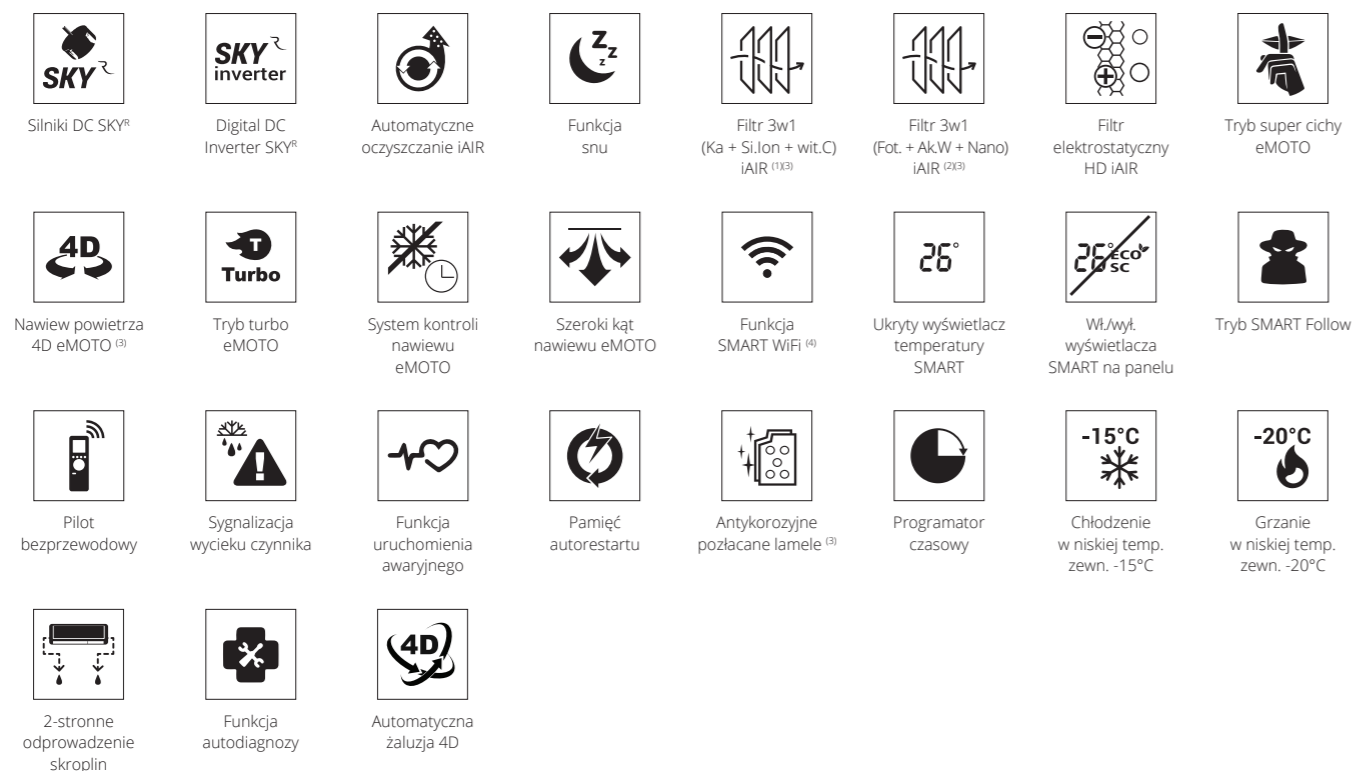 SKY R
Silniki DC SKYR
SKY R
inverter
Digital DC
Inverter SKYR
Automatyczne
oczyszczanie iAIR
Z
Z
z
Funkcja
snu
Filtr 3w1
(Ka + Si.Ion + wit.C)
iAIR (1)(3)
Filtr 3w1
(Fot. + Ak.W + Nano)
iAIR (2)(3)
Filtr
elektrostatyczny
HD iAIR
Tryb super cichy
eMOTO
4D
Nawiew powietrza
4D eMOTO (3)
T
Turbo
Tryb turbo
eMOTO
System kontroli
nawiewu
eMOTO
Szeroki kąt
nawiewu eMOTO
Funkcja
SMART WiFi (4)
26°
Ukryty wyświetlacz
temperatury
SMART
26° ECO
SC
Wł./wył.
wyświetlacza
SMART na panelu
Tryb SMART Follow
Pilot
bezprzewodowy
!
Sygnalizacja
wycieku czynnika
Funkcja
uruchomienia
awaryjnego
Pamięć
autorestartu
Antykorozyjne
pozłacane lamele (3)
Programator
czasowy
-15°C
Chłodzenie
w niskiej temp.
zewn. -15°C
-20°C
Grzanie
w niskiej temp.
zewn. -20°C
2-stronne
odprowadzenie
skroplin
Funkcja
autodiagnozy
4D
Automatyczna
żaluzja 4D